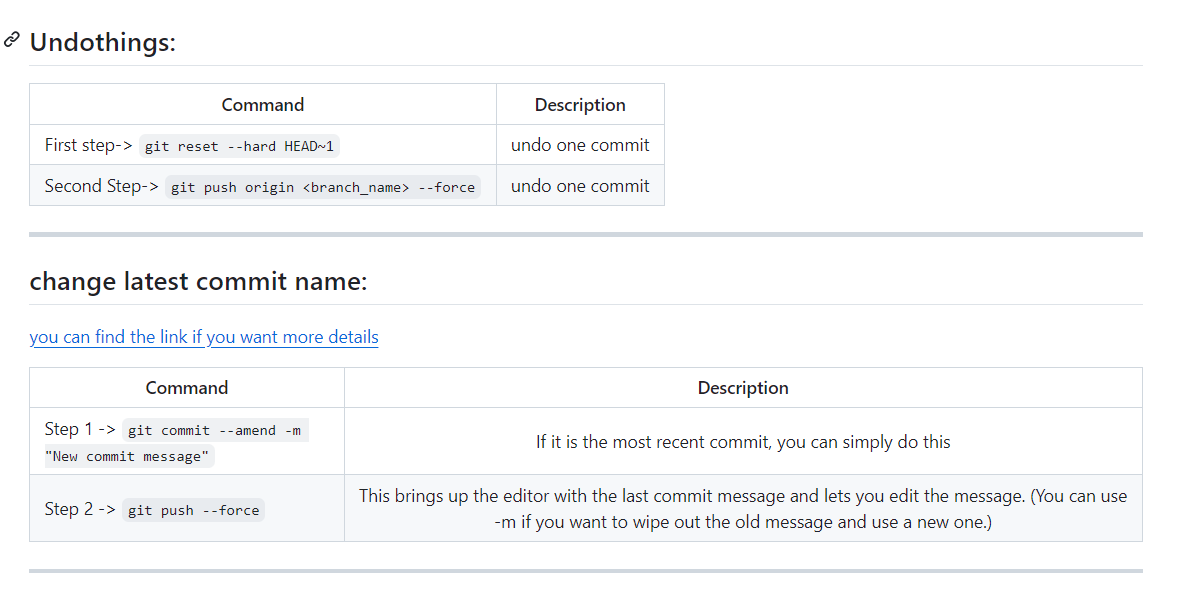 Undothings:
Command Description
First step-> git reset --hard HEAD~1 undo one commit
Second Step-> git push origin <branch_name> --force undo one commit
change latest commit name:
you can find the link if you want more details
Command Description
Step 1 -> git commit --amend -m
"New commit message"
If it is the most recent commit, you can simply do this
Step 2 -> git push --force
This brings up the editor with the last commit message and lets you edit the message. (You can use
-m if you want to wipe out the old message and use a new one.)